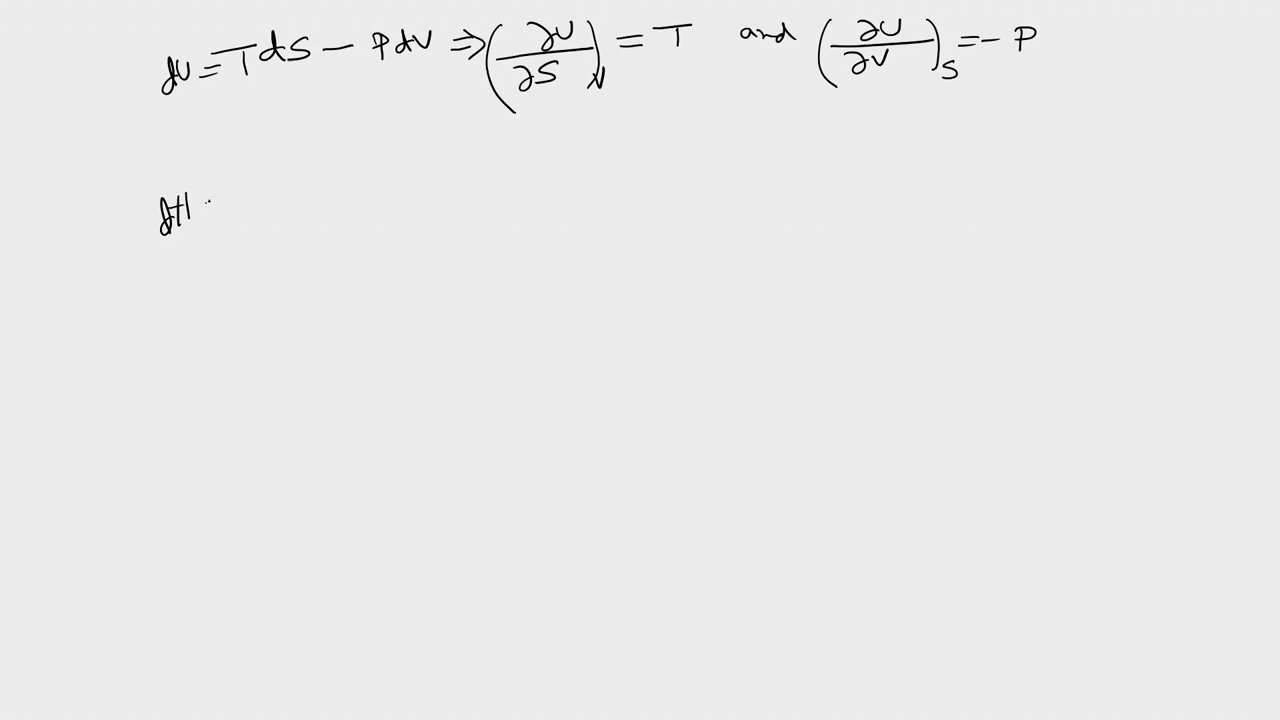 dU = TdS - PdV ⇒ (∂U/∂S)_V = T and (∂U/∂V)_S = - P
dH